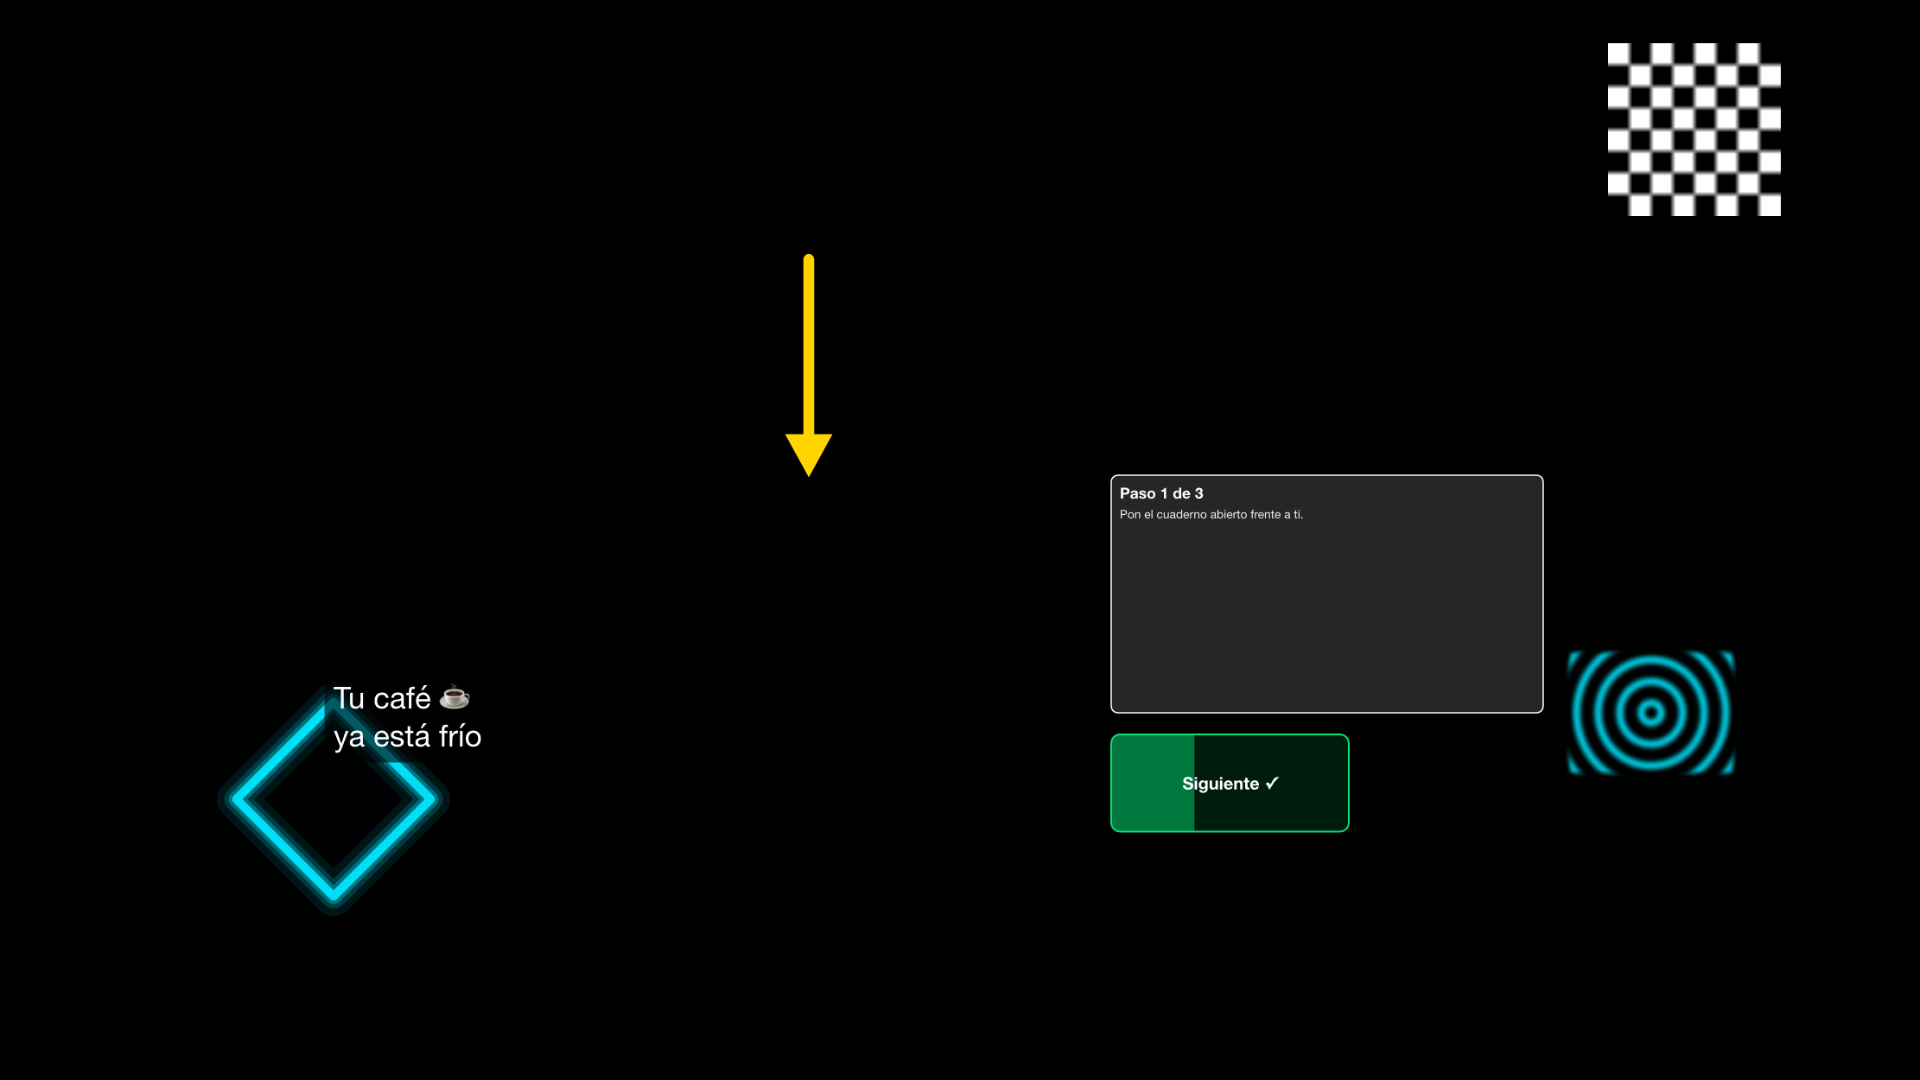 Paso 1 de 3
Pon el cuaderno abierto frente a ti.
Tu café ☕
ya está frío
Siguiente ✓